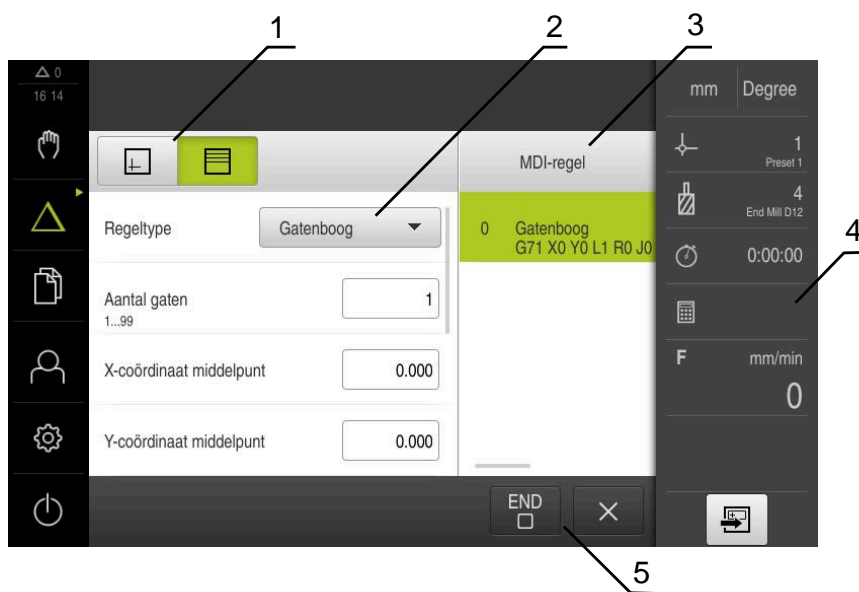 1
2
3
0
16 14
mm
Degree
1
Preset 1
MDI-regel
4
End Mill D12
Regeltype
Gatenboog
0
Gatenboog
G71 X0 Y0 L1 R0 J0
4
0:00:00
Aantal gaten
1...99
1
X-coördinaat middelpunt
0.000
F
mm/min
0
Y-coördinaat middelpunt
0.000
END
5